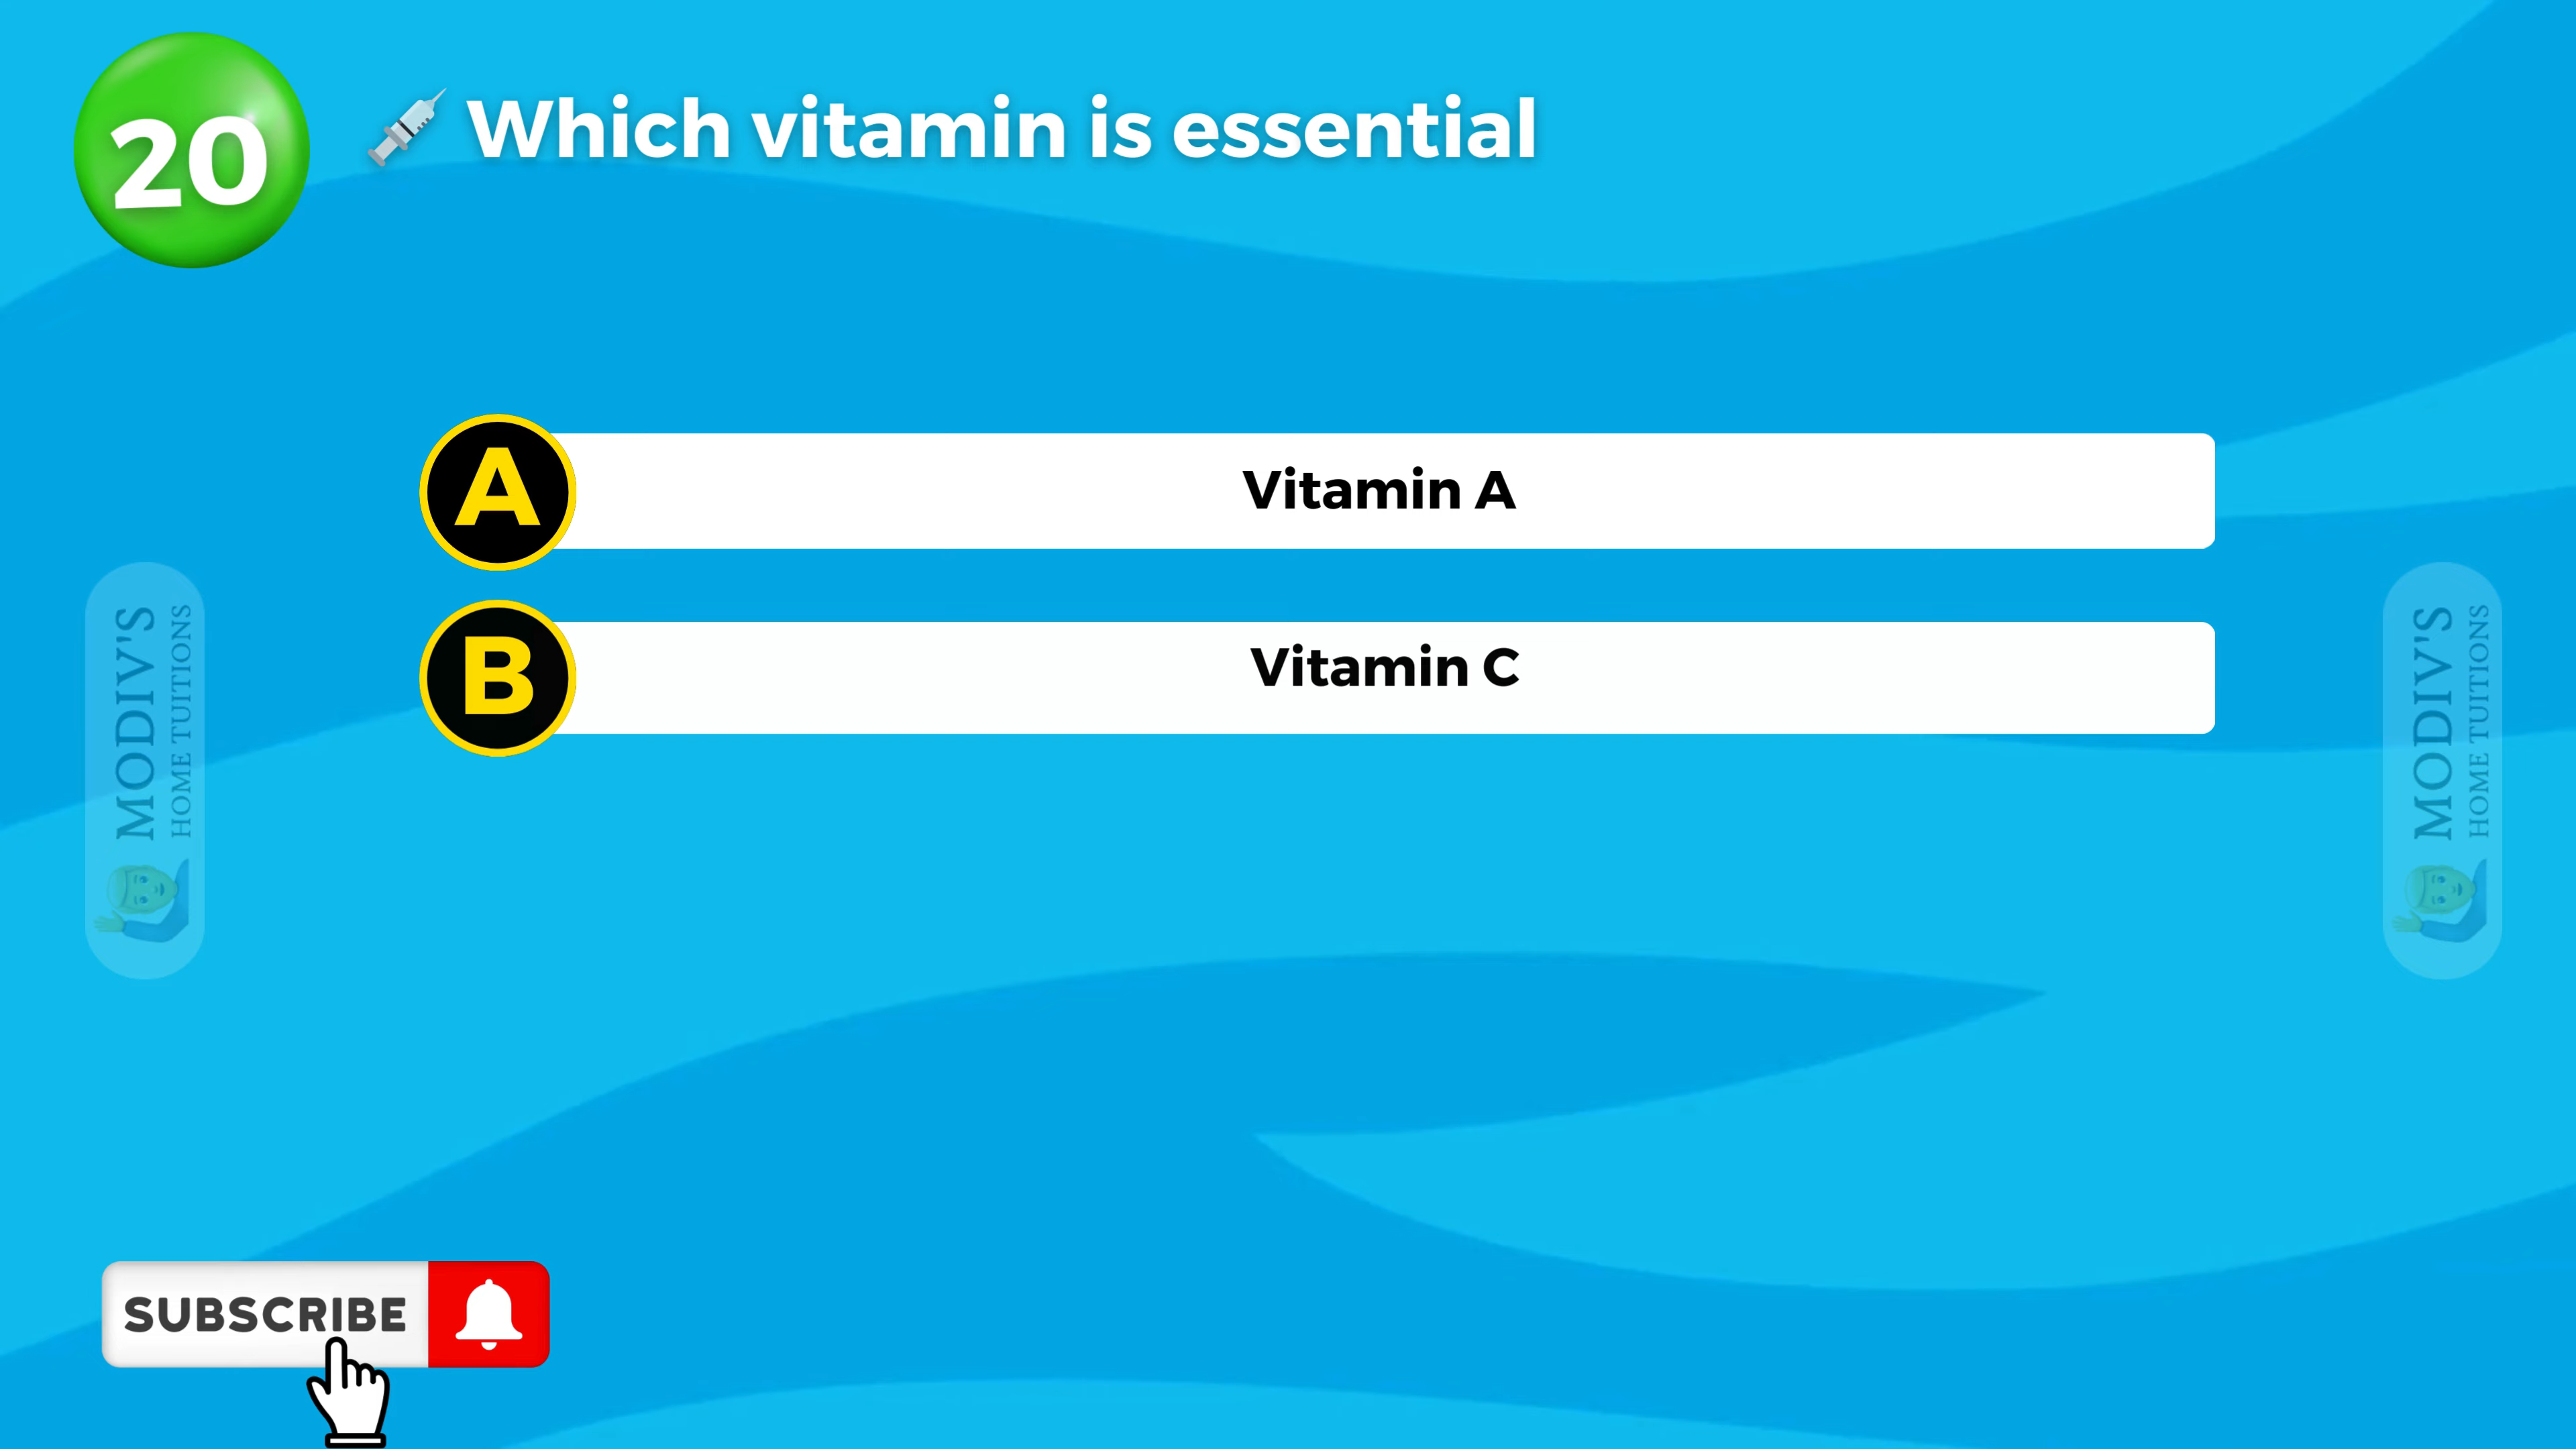 20
💉 Which vitamin is essential
A
Vitamin A
B
Vitamin C
MODIV'S
HOME TUITIONS
MODIV'S
HOME TUITIONS
SUBSCRIBE